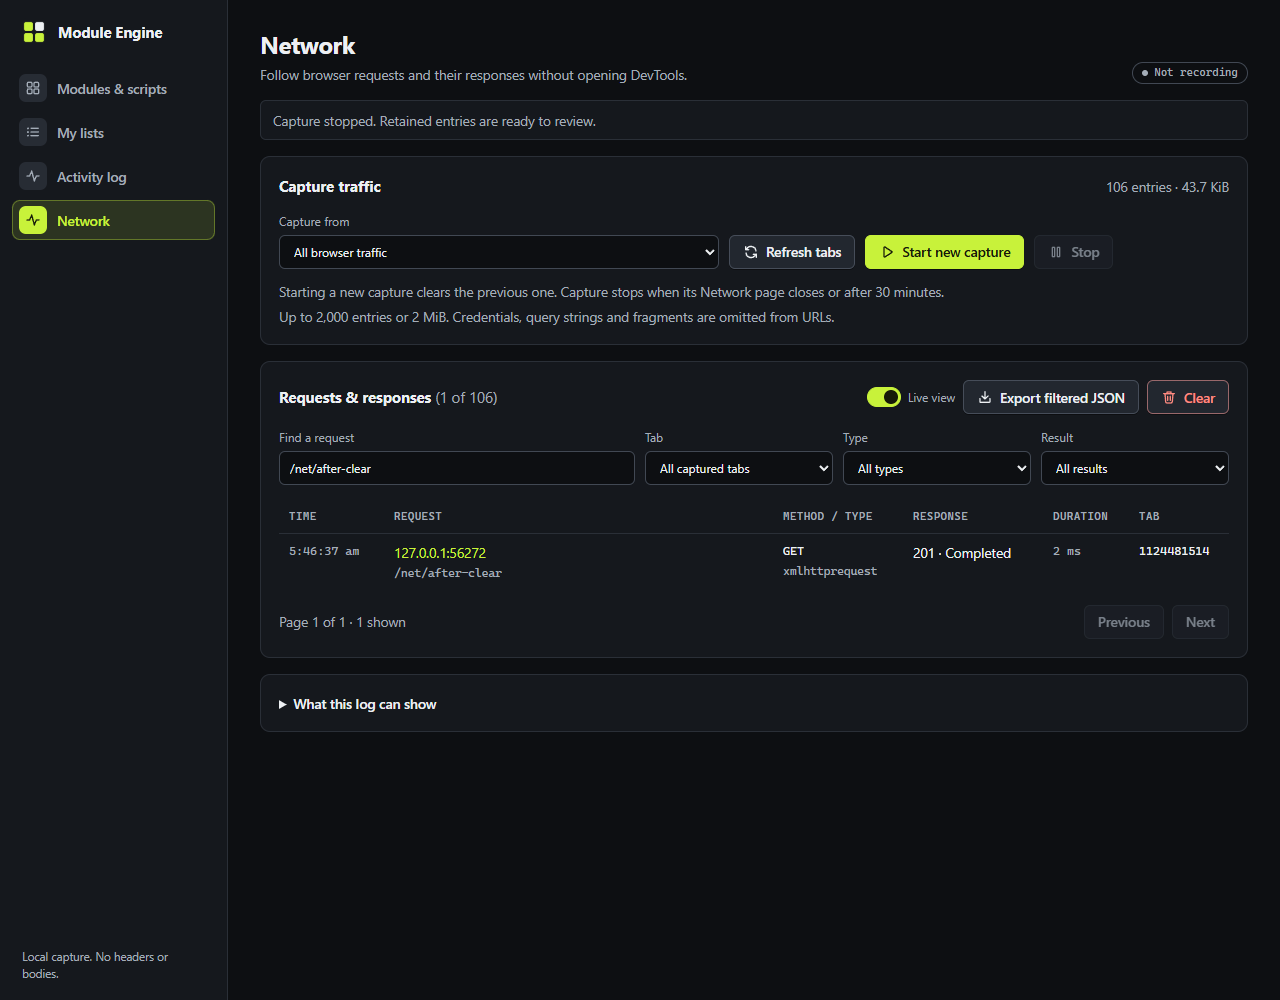 Module Engine
Modules & scripts
My lists
Activity log
Network
Local capture. No headers or
bodies.
Network
Follow browser requests and their responses without opening DevTools.
Not recording
Capture stopped. Retained entries are ready to review.
Capture traffic
106 entries · 43.7 KiB
Capture from
All browser traffic
Refresh tabs
Start new capture
Stop
Starting a new capture clears the previous one. Capture stops when its Network page closes or after 30 minutes.
Up to 2,000 entries or 2 MiB. Credentials, query strings and fragments are omitted from URLs.
Requests & responses (1 of 106)
Live view
Export filtered JSON
Clear
Find a request
Tab
Type
Result
/net/after-clear
All captured tabs
All types
All results
TIME REQUEST METHOD / TYPE RESPONSE DURATION TAB
5:46:37 am 127.0.0.1:56272 GET 201 · Completed 2 ms 1124481514
/net/after-clear xmlhttprequest
Page 1 of 1 · 1 shown
Previous
Next
What this log can show